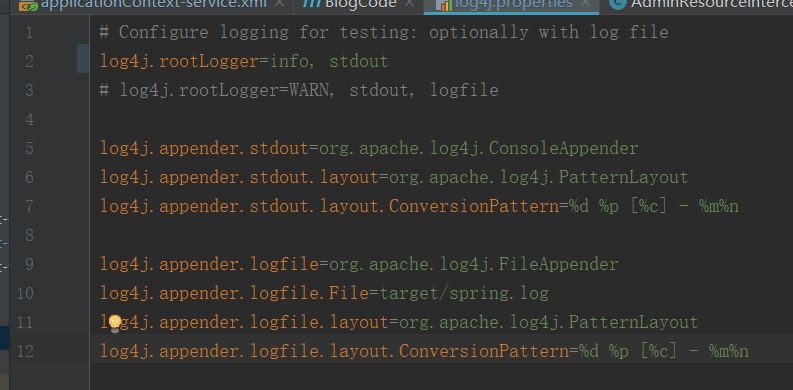 applicationContext-service.xml
BlogCode
log4j.properties
AdminResourceInterce
1 # Configure logging for testing: optionally with log file
2 log4j.rootLogger=info, stdout
3 # log4j.rootLogger=WARN, stdout, logfile
4
5 log4j.appender.stdout=org.apache.log4j.ConsoleAppender
6 log4j.appender.stdout.layout=org.apache.log4j.PatternLayout
7 log4j.appender.stdout.layout.ConversionPattern=%d %p [%c] - %m%n
8
9 log4j.appender.logfile=org.apache.log4j.FileAppender
10 log4j.appender.logfile.File=target/spring.log
11 log4j.appender.logfile.layout=org.apache.log4j.PatternLayout
12 log4j.appender.logfile.layout.ConversionPattern=%d %p [%c] - %m%n